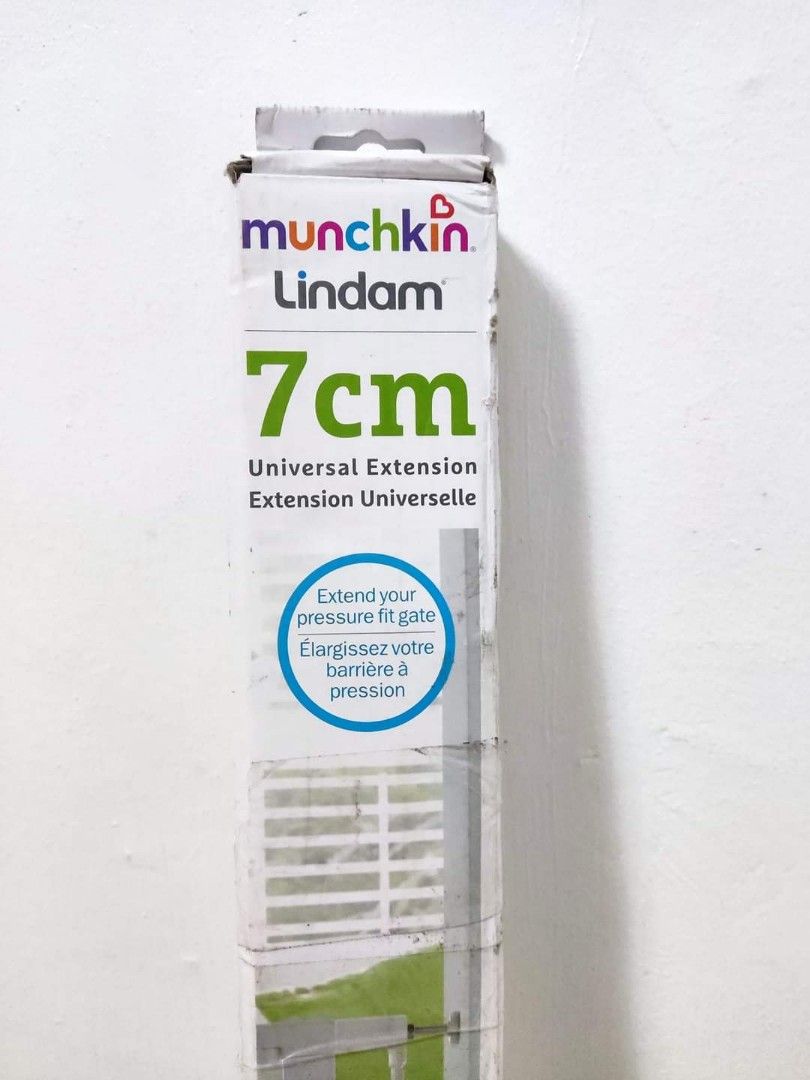 munchkin®
Lindam®
7cm
Universal Extension
Extension Universelle
Extend your
pressure fit gate
Élargissez votre
barrière à
pression